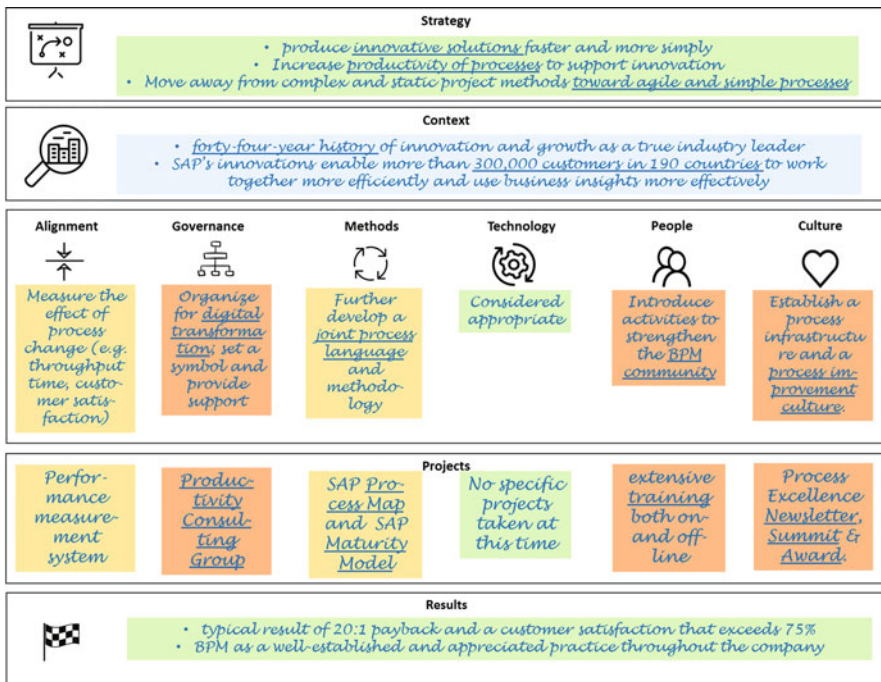 Strategy
• produce innovative solutions faster and more simply
• Increase productivity of processes to support innovation
• Move away from complex and static project methods toward agile and simple processes
Context
• forty-four-year history of innovation and growth as a true industry leader
• SAP's innovations enable more than 300,000 customers in 190 countries to work
together more efficiently and use business insights more effectively
Alignment
Measure the
effect of
process
change (e.g.
throughput
time, custo-
mer satis-
faction)
Governance
Organize
for digital
transforma
tion; set a
symbol and
provide
support
Methods
Further
develop a
joint process
language
and
methodo-
logy
Technology
Considered
appropriate
People
Introduce
activities to
strengthen
the BPM
community
Culture
Establish a
process
infrastructu
re and a
process im-
provement
culture.
Projects
Perfor-
mance
measure-
ment
system
Produc-
tivity
Consul-
ting
Group
SAP Pro-
cess Map
and SAP
Maturity
Model
No specific
projects
taken at
this time
extensive
training
both on-
and off-
line
Process
Excellence
Newsletter,
Summit &
Award.
Results
• typical result of 20:1 payback and a customer satisfaction that exceeds 75%
• BPM as a well-established and appreciated practice throughout the company